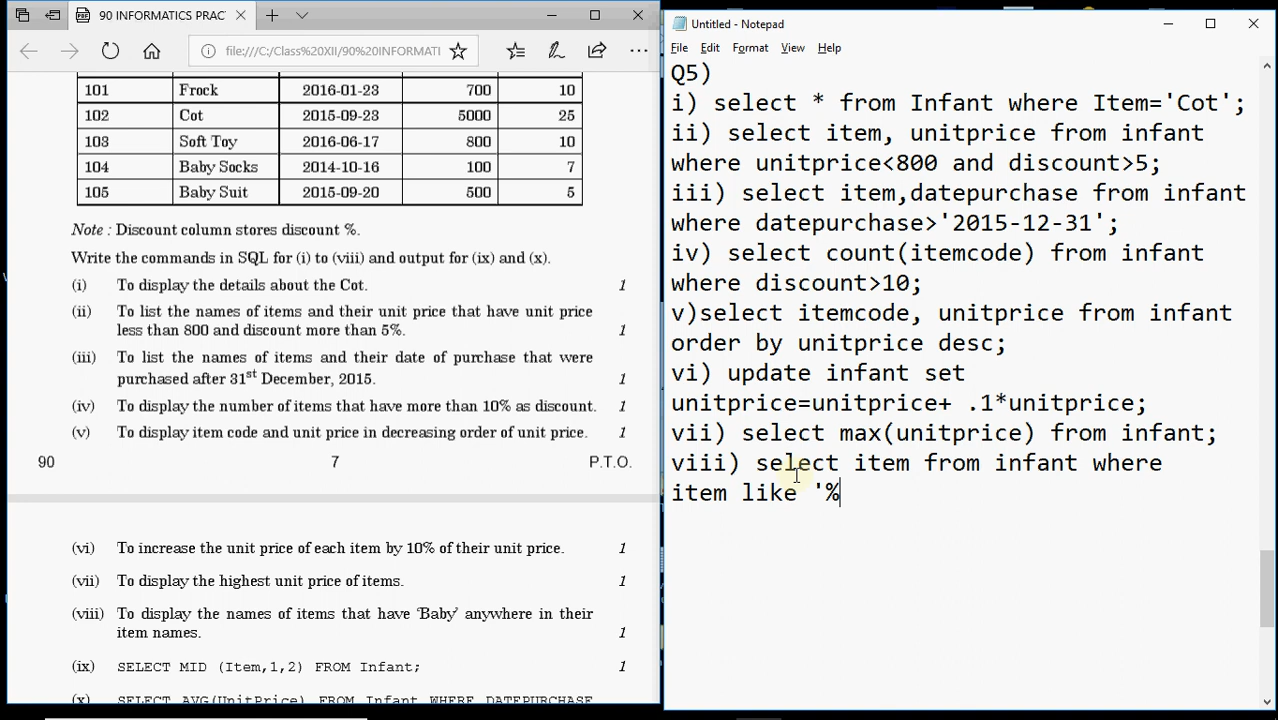 90 INFORMATICS PRAC
file:///C:/Class%20XII/90%20INFORMATI
101 Frock 2016-01-23 700 10
102 Cot 2015-09-23 5000 25
103 Soft Toy 2016-06-17 800 10
104 Baby Socks 2014-10-16 100 7
105 Baby Suit 2015-09-20 500 5
Note : Discount column stores discount %.
Write the commands in SQL for (i) to (viii) and output for (ix) and (x).
(i) To display the details about the Cot. 1
(ii) To list the names of items and their unit price that have unit price
less than 800 and discount more than 5%. 1
(iii) To list the names of items and their date of purchase that were
purchased after 31st December, 2015. 1
(iv) To display the number of items that have more than 10% as discount. 1
(v) To display item code and unit price in decreasing order of unit price. 1
90 7 P.T.O.
(vi) To increase the unit price of each item by 10% of their unit price. 1
(vii) To display the highest unit price of items. 1
(viii) To display the names of items that have ‘Baby’ anywhere in their
item names. 1
(ix) SELECT MID (Item,1,2) FROM Infant; 1
(x) SELECT AVG(UnitPrice) FROM Infant WHERE DATEPURCHASE
Untitled - Notepad
File Edit Format View Help
Q5)
i) select * from Infant where Item='Cot';
ii) select item, unitprice from infant
where unitprice<800 and discount>5;
iii) select item,datepurchase from infant
where datepurchase>'2015-12-31';
iv) select count(itemcode) from infant
where discount>10;
v)select itemcode, unitprice from infant
order by unitprice desc;
vi) update infant set
unitprice=unitprice+ .1*unitprice;
vii) select max(unitprice) from infant;
viii) select item from infant where
item like '%